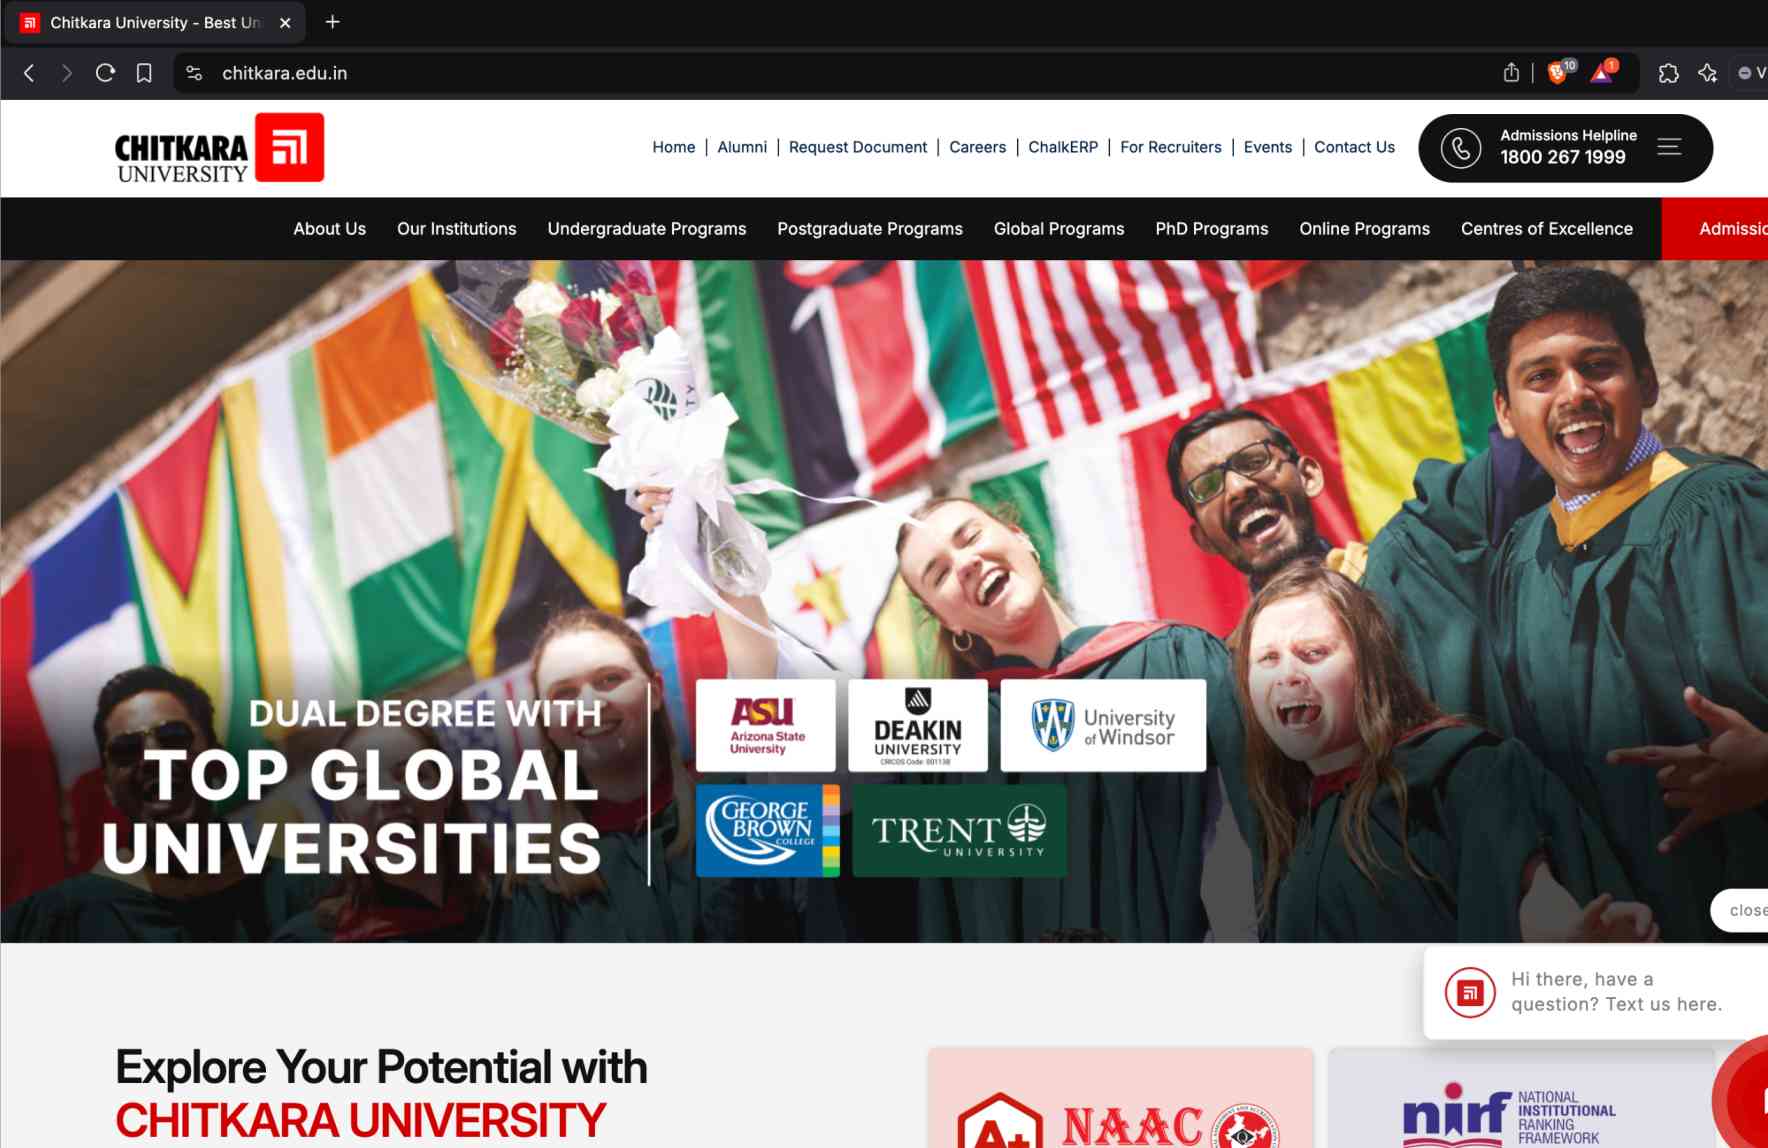 Chitkara University - Best Un
chitkara.edu.in
10
1
V
CHITKARA
UNIVERSITY
Home | Alumni | Request Document | Careers | ChalkERP | For Recruiters | Events | Contact Us
Admissions Helpline
1800 267 1999
About Us Our Institutions Undergraduate Programs Postgraduate Programs Global Programs PhD Programs Online Programs Centres of Excellence Admissio
DUAL DEGREE WITH
TOP GLOBAL
UNIVERSITIES
ASU
Arizona State
University
DEAKIN
UNIVERSITY
CRICOS Code: 00113B
University
of Windsor
GEORGE
BROWN
COLLEGE
TRENT
UNIVERSITY
close
Hi there, have a
question? Text us here.
Explore Your Potential with
CHITKARA UNIVERSITY
A+
NAAC
nirf
NATIONAL
INSTITUTIONAL
RANKING
FRAMEWORK